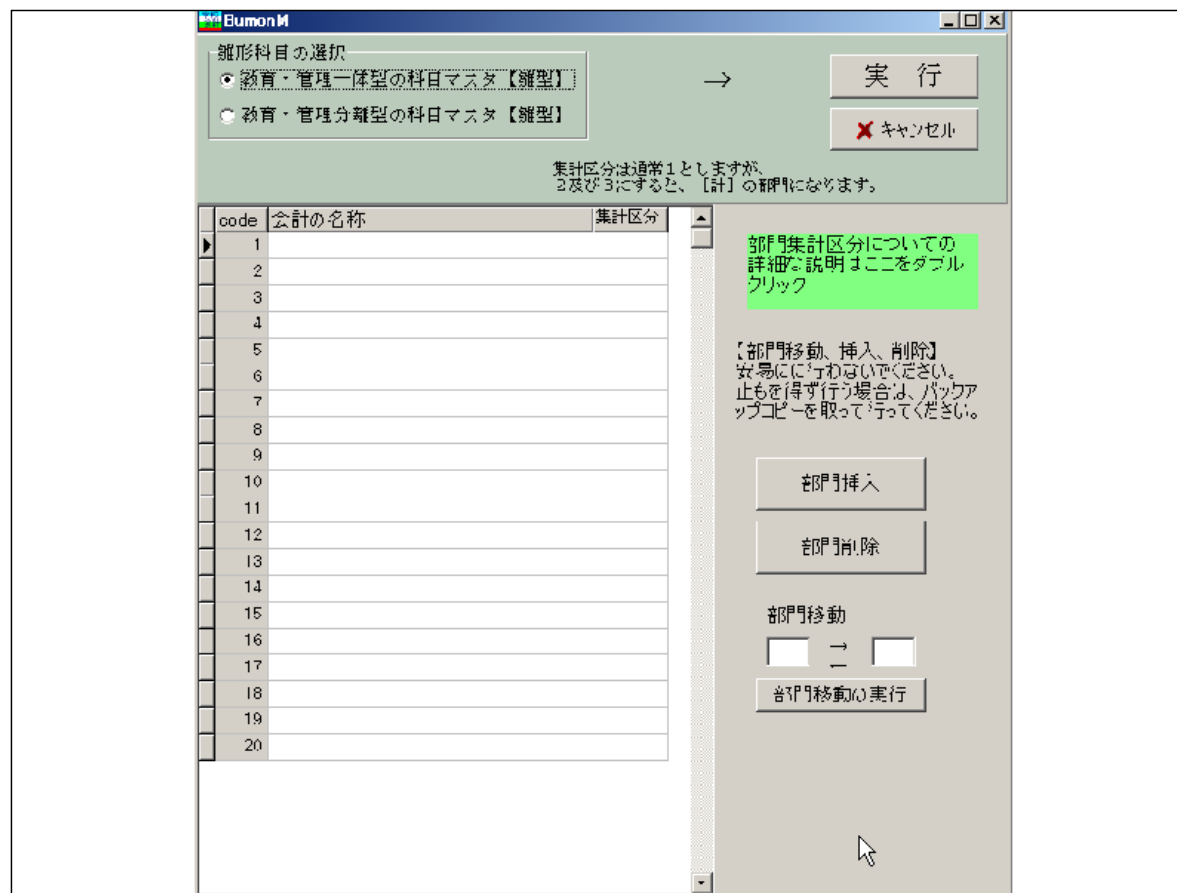 BumonM
雛形科目の選択
教育・管理一体型の科目マスタ【雛型】
教育・管理分離型の科目マスタ【雛型】
→
実 行
キャンセル
集計区分は通常1としますが、
2及び3にすると、［計］の部門になります。
code 会計の名称 集計区分
1
2
3
4
5
6
7
8
9
10
11
12
13
14
15
16
17
18
19
20
部門集計区分についての
詳細な説明はここをダブル
クリック
【部門移動、挿入、削除】
安易にに行わないでください。
止もを得ず行う場合は、バックア
ップコピーを取って行ってください。
部門挿入
部門削除
部門移動
→
←
部門移動の実行